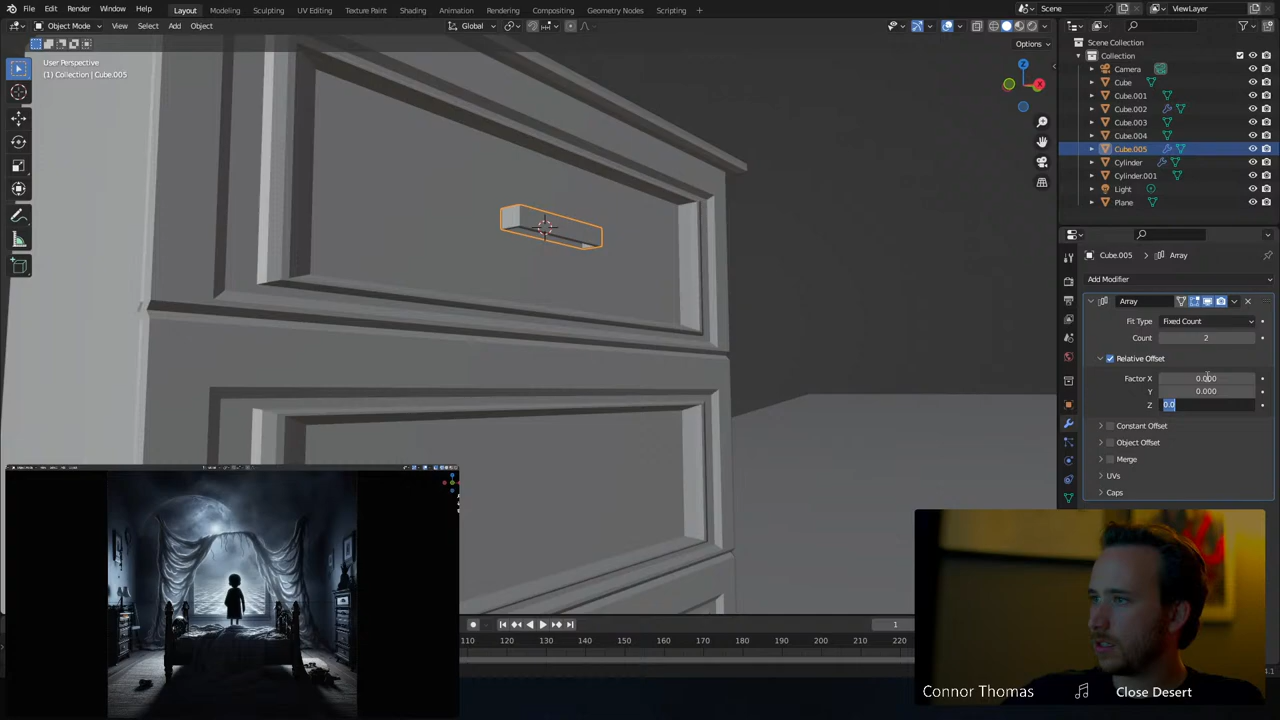 File Edit Render Window Help Layout Modeling Sculpting UV Editing Texture Paint Shading Animation Rendering Compositing Geometry Nodes Scripting Scene ViewLayer
Object Mode View Select Add Object Global
Options
User Perspective
(1) Collection | Cube.005
Scene Collection
Collection
Camera
Cube
Cube.001
Cube.002
Cube.003
Cube.004
Cube.005
Cylinder
Cylinder.001
Light
Plane
Cube.005 > Array
Add Modifier
Array
Fit Type Fixed Count
Count 2
Relative Offset
Factor X 0.000
Y 0.000
Z 0.0
Constant Offset
Object Offset
Merge
UVs
Caps
1
110 120 130 140 150 160 170 180 190 200 210 220
Connor Thomas Close Desert